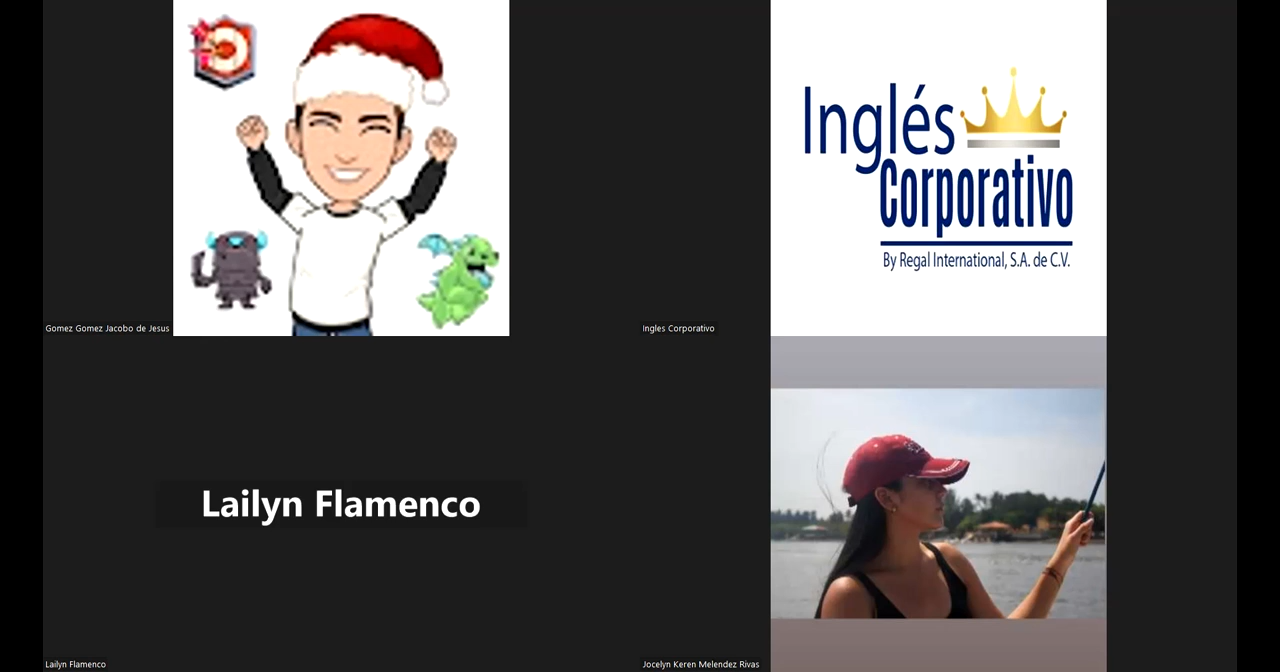 Inglés
Corporativo
By Regal International, S.A. de C.V.
Gomez Gomez Jacobo de Jesus
Ingles Corporativo
Lailyn Flamenco
Lailyn Flamenco
Jocelyn Keren Melendez Rivas